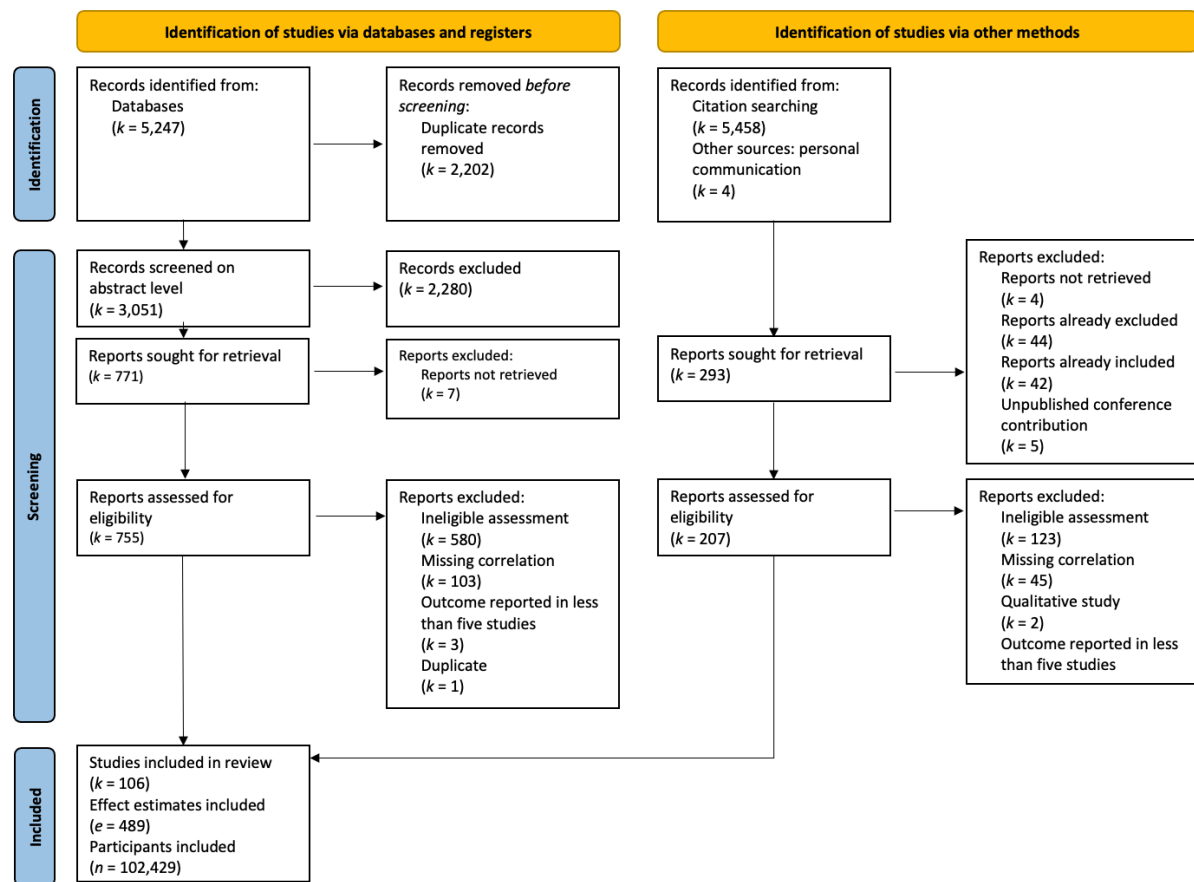 Identification of studies via databases and registers
Identification of studies via other methods
Identification
Records identified from:
Databases
(k = 5,247)
Records removed before
screening:
Duplicate records
removed
(k = 2,202)
Records identified from:
Citation searching
(k = 5,458)
Other sources: personal
communication
(k = 4)
Screening
Records screened on
abstract level
(k = 3,051)
Records excluded
(k = 2,280)
Reports sought for retrieval
(k = 771)
Reports excluded:
Reports not retrieved
(k = 7)
Reports sought for retrieval
(k = 293)
Reports excluded:
Reports not retrieved
(k = 4)
Reports already excluded
(k = 44)
Reports already included
(k = 42)
Unpublished conference
contribution
(k = 5)
Reports assessed for
eligibility
(k = 755)
Reports excluded:
Ineligible assessment
(k = 580)
Missing correlation
(k = 103)
Outcome reported in less
than five studies
(k = 3)
Duplicate
(k = 1)
Reports assessed for
eligibility
(k = 207)
Reports excluded:
Ineligible assessment
(k = 123)
Missing correlation
(k = 45)
Qualitative study
(k = 2)
Outcome reported in less
than five studies
Included
Studies included in review
(k = 106)
Effect estimates included
(e = 489)
Participants included
(n = 102,429)